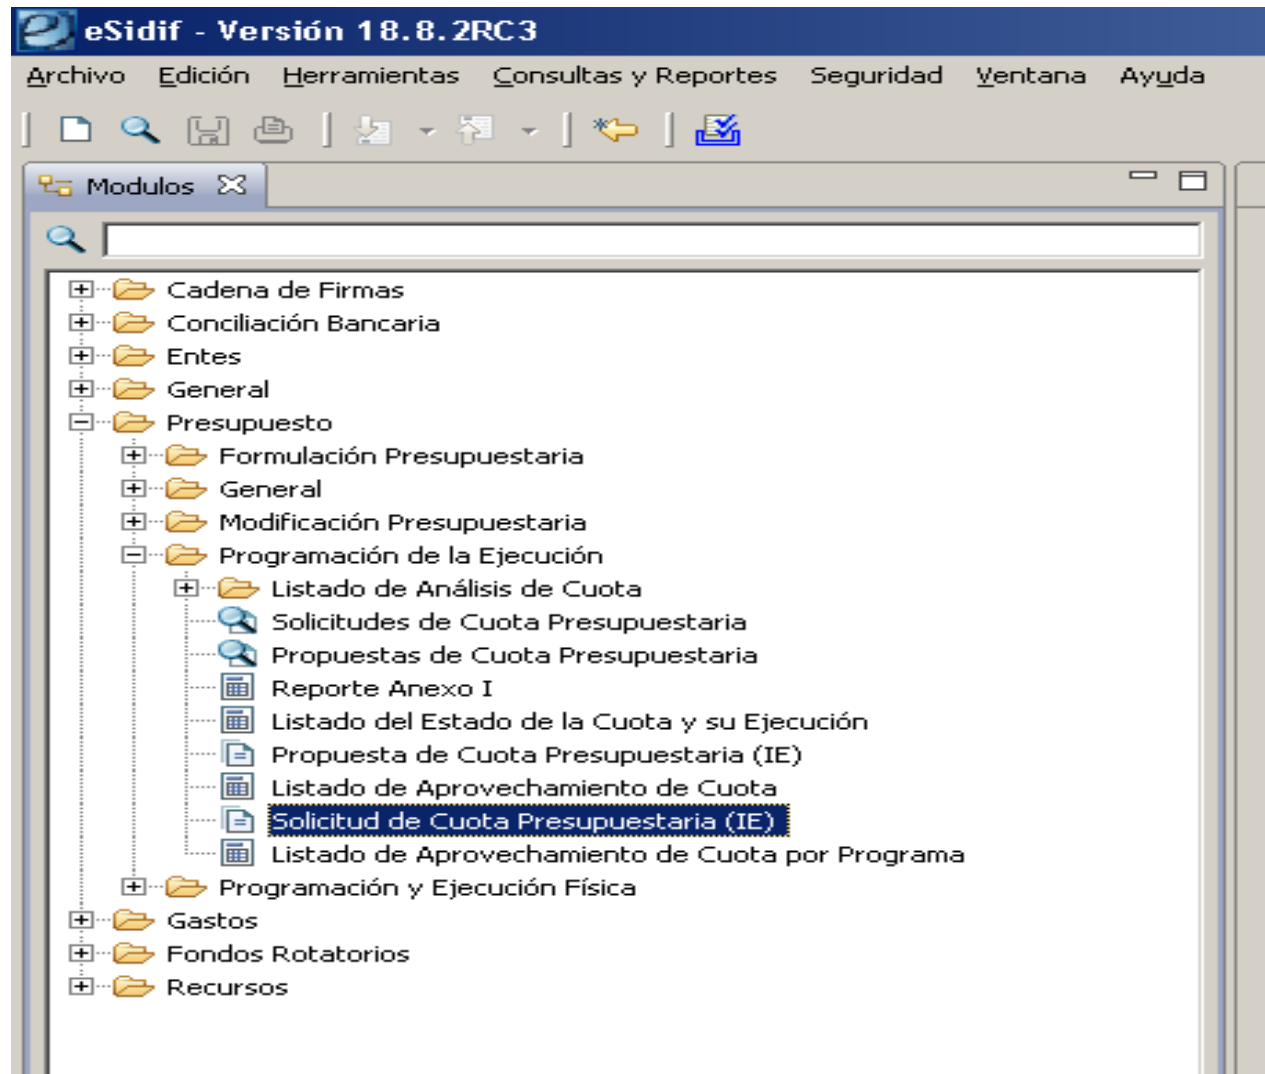 eSidif - Versión 18.8.2RC3
Archivo Edición Herramientas Consultas y Reportes Seguridad Ventana Ayuda
Modulos
Cadena de Firmas
Conciliación Bancaria
Entes
General
Presupuesto
Formulación Presupuestaria
General
Modificación Presupuestaria
Programación de la Ejecución
Listado de Análisis de Cuota
Solicitudes de Cuota Presupuestaria
Propuestas de Cuota Presupuestaria
Reporte Anexo I
Listado del Estado de la Cuota y su Ejecución
Propuesta de Cuota Presupuestaria (IE)
Listado de Aprovechamiento de Cuota
Solicitud de Cuota Presupuestaria (IE)
Listado de Aprovechamiento de Cuota por Programa
Programación y Ejecución Física
Gastos
Fondos Rotatorios
Recursos